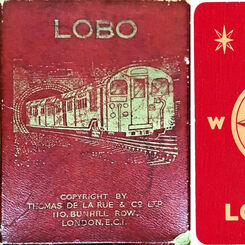 LOBO
COPYRIGHT BY
THOMAS DE LA RUE & CO LTD
110, BUNHILL ROW,
LONDON, E.C.1.
W
LO